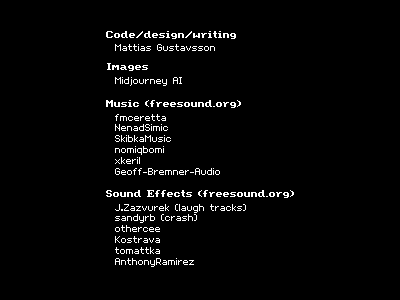 Code/design/writing
Mattias Gustavsson
Images
Midjourney AI
Music (freesound.org)
fmceretta
NenadSimic
SkibkaMusic
nomiqbomi
xkeril
Geoff-Bremner-Audio
Sound Effects (freesound.org)
J.Zazvurek (laugh tracks)
sandyrb (crash)
othercee
Kostrava
tomattka
AnthonyRamirez